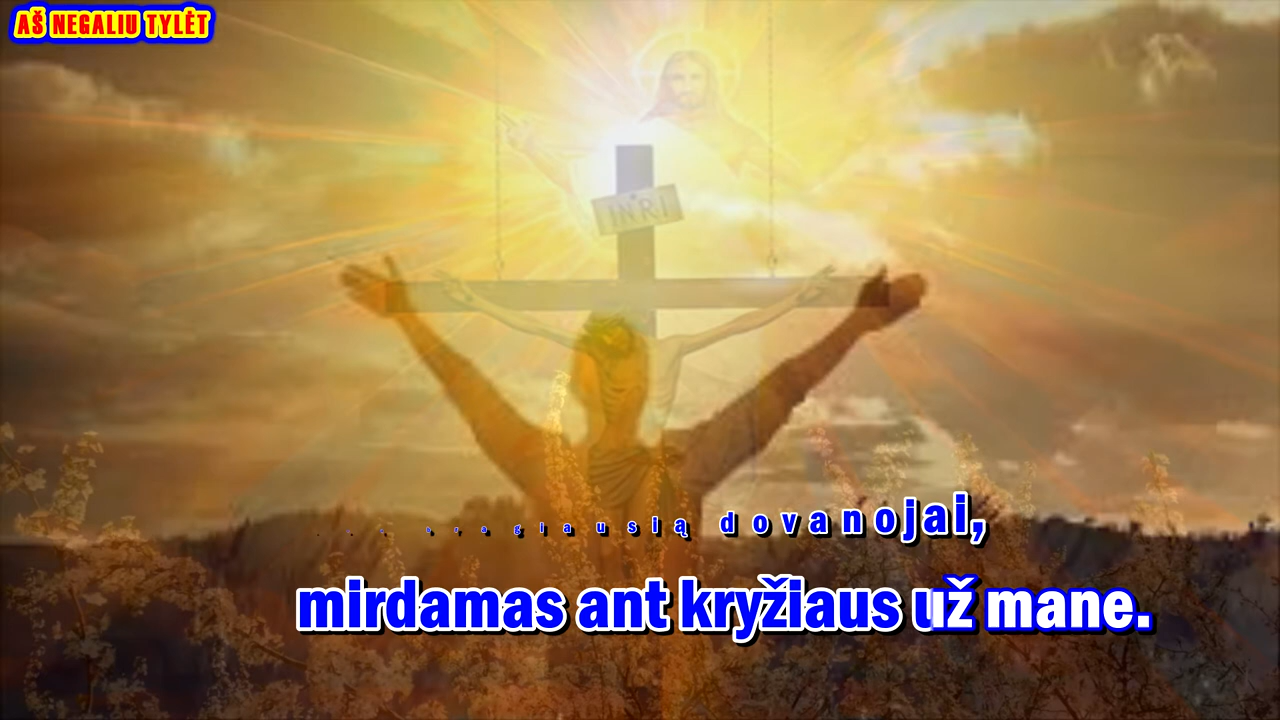 AŠ NEGALIU TYLĖT
INRI
dovanojai,
mirdamas ant kryžiaus už mane.